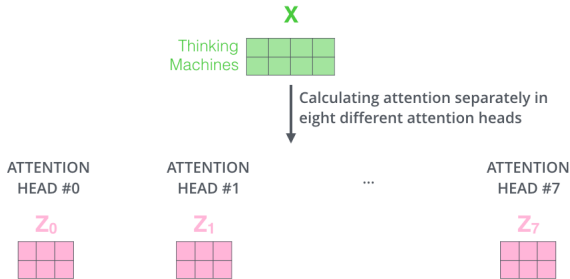 X
Thinking
Machines
Calculating attention separately in
eight different attention heads
ATTENTION
HEAD #0
ATTENTION
HEAD #1
...
ATTENTION
HEAD #7
Z0
Z1
Z7